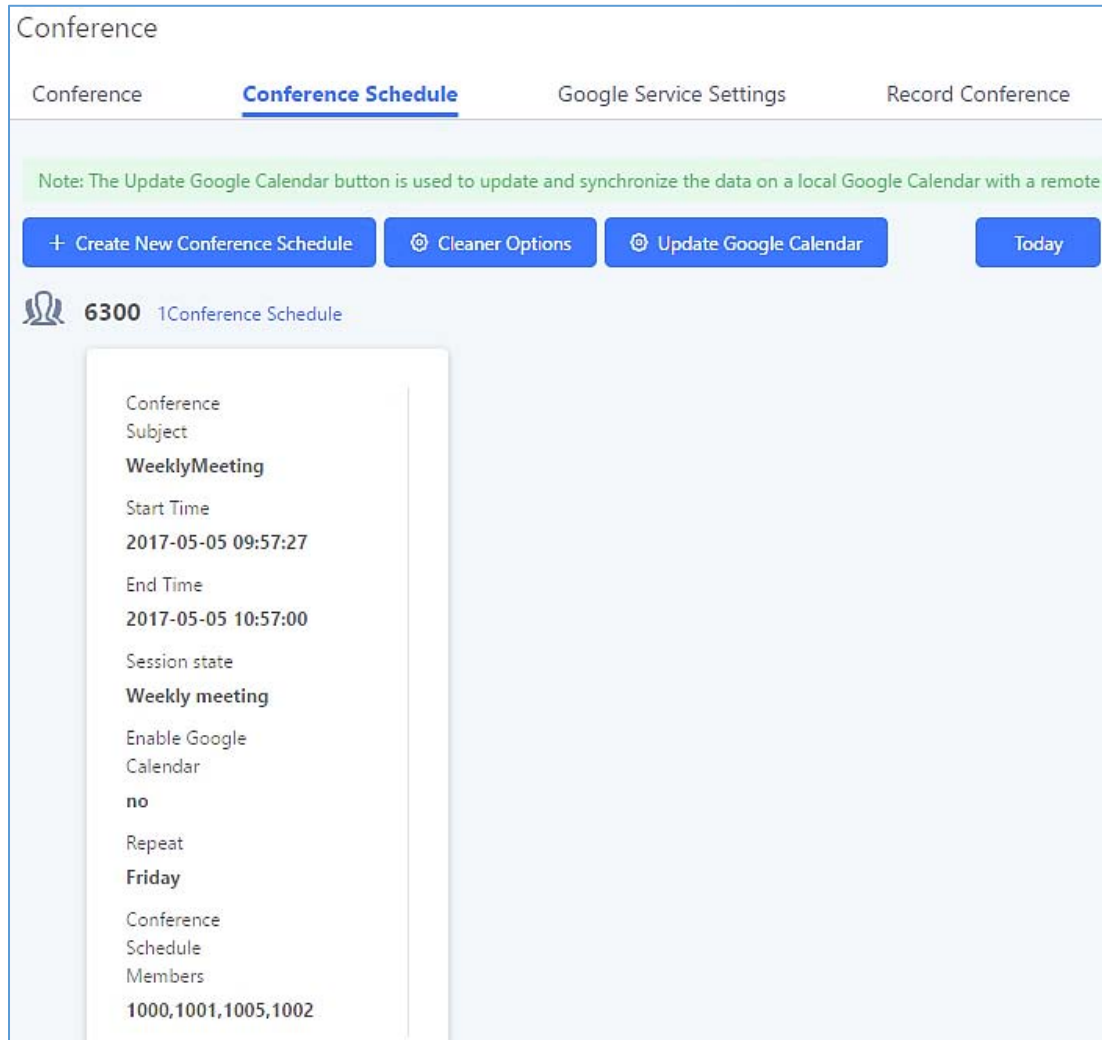 Conference
Conference Conference Schedule Google Service Settings Record Conference
Note: The Update Google Calendar button is used to update and synchronize the data on a local Google Calendar with a remote
+ Create New Conference Schedule Cleaner Options Update Google Calendar Today
6300 1Conference Schedule
Conference
Subject
WeeklyMeeting
Start Time
2017-05-05 09:57:27
End Time
2017-05-05 10:57:00
Session state
Weekly meeting
Enable Google
Calendar
no
Repeat
Friday
Conference
Schedule
Members
1000,1001,1005,1002